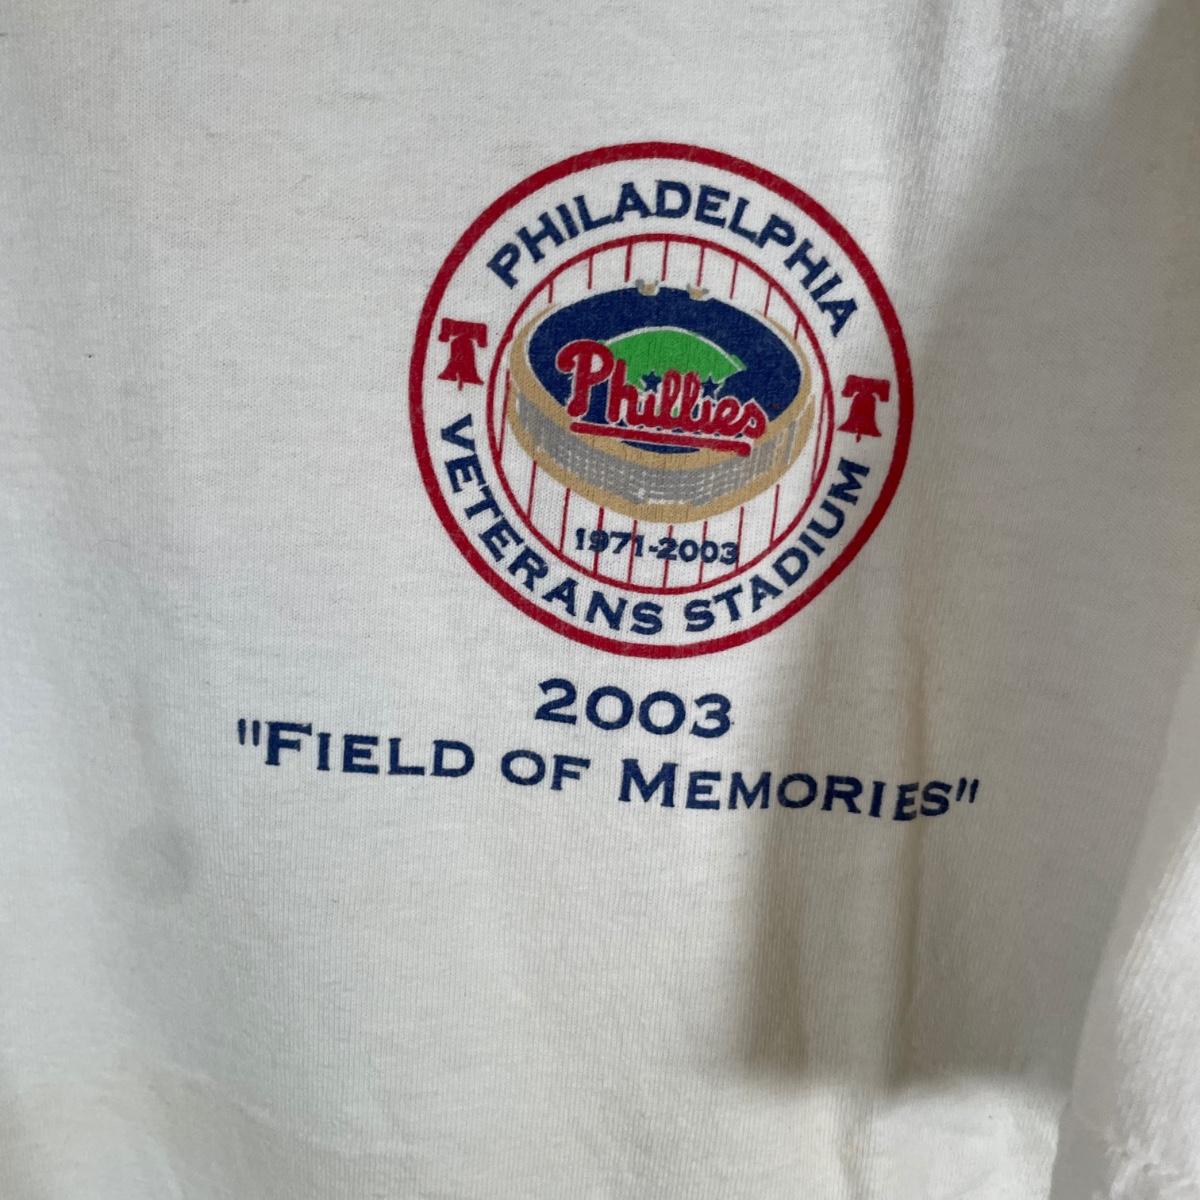 PHILADELPHIA
Phillies
1971-2003
VETERANS STADIUM
2003
"FIELD OF MEMORIES"